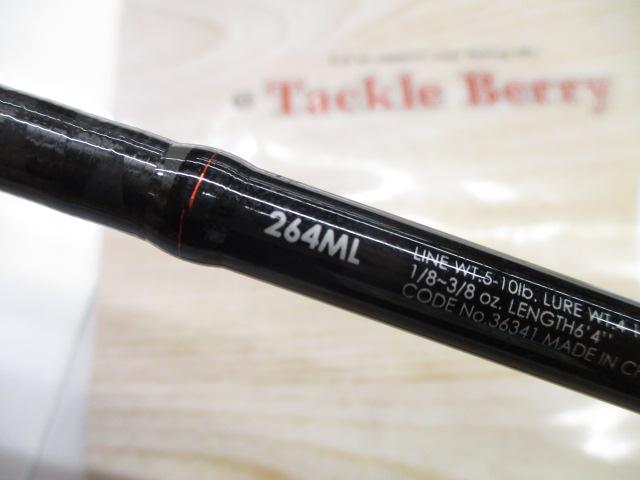 Tackle Berry
264ML
LINE WT.5-10lb. LURE WT.4
1/8~3/8 oz. LENGTH6'4''
CODE No.36341 MADE IN